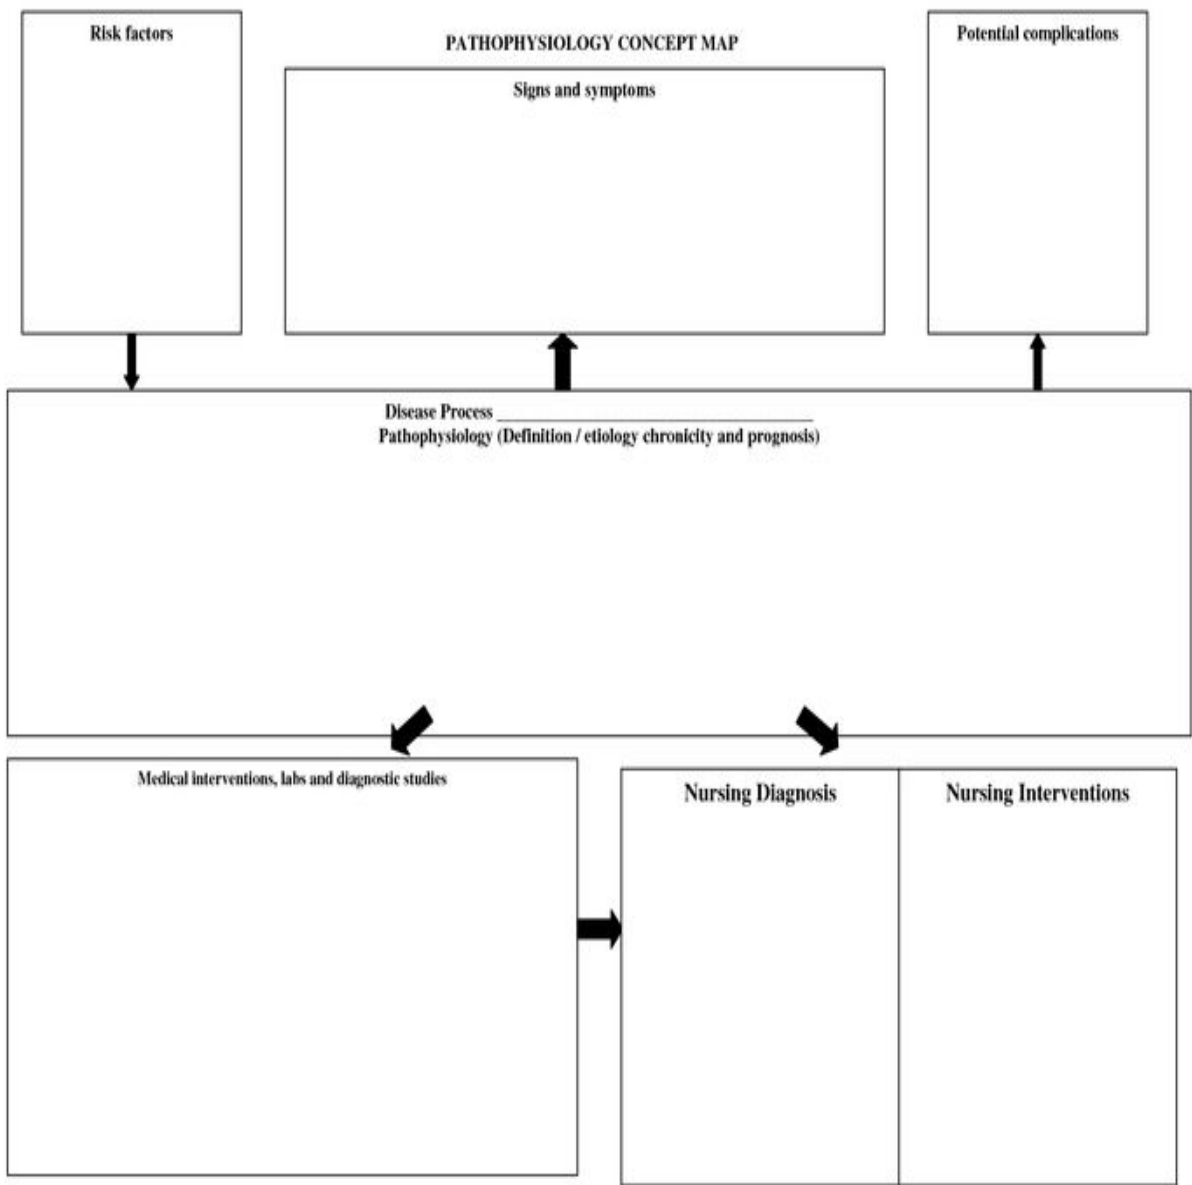 Risk factors
PATHOPHYSIOLOGY CONCEPT MAP
Potential complications
Signs and symptoms
Disease Process ___________________________________
Pathophysiology (Definition / etiology chronicity and prognosis)
Medical interventions, labs and diagnostic studies
Nursing Diagnosis
Nursing Interventions